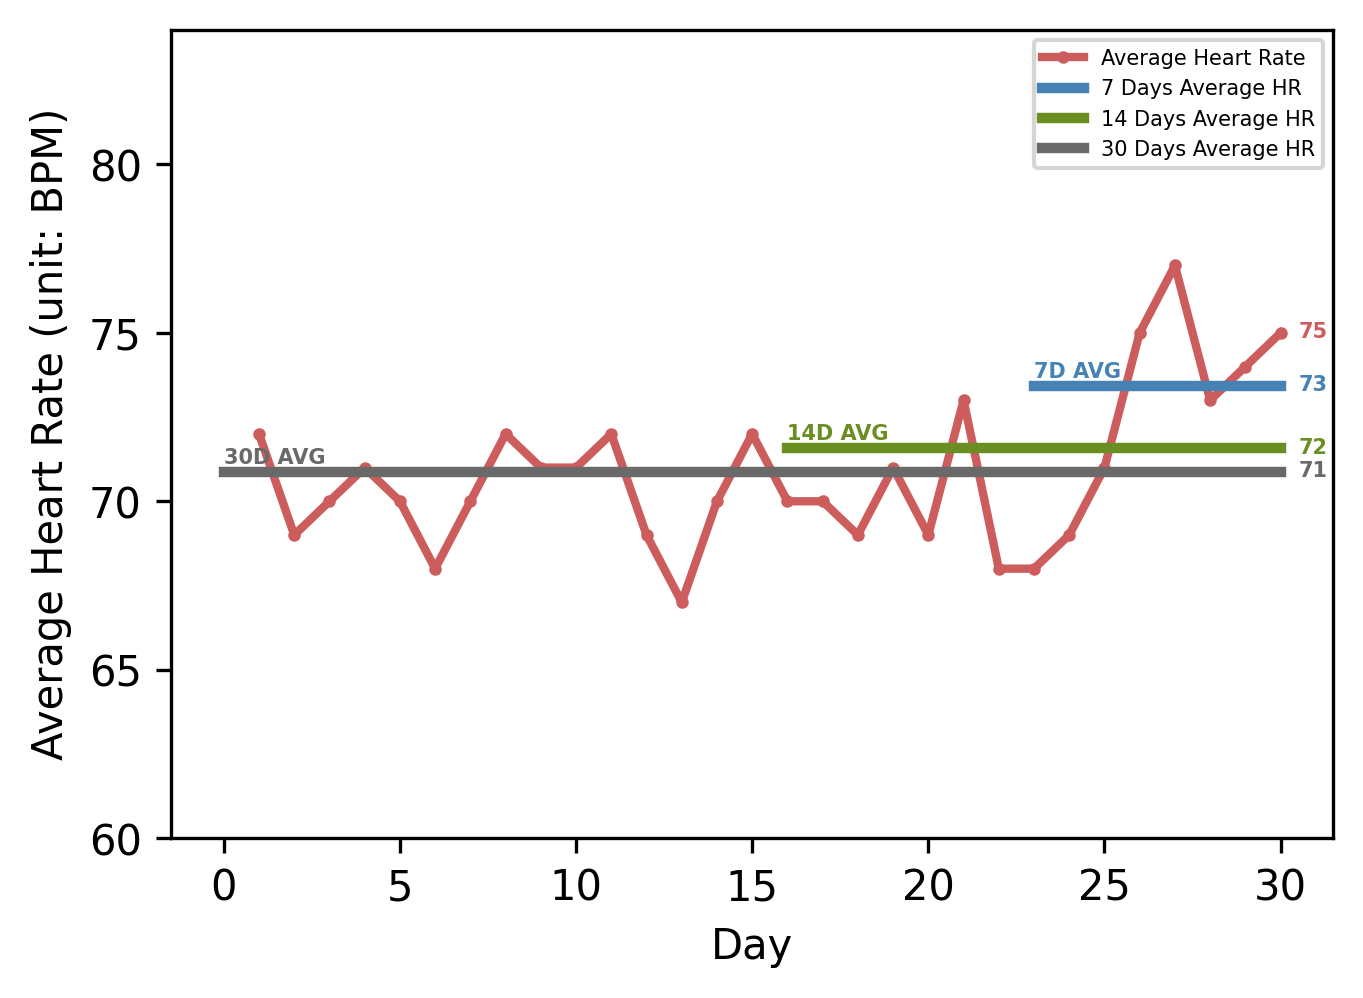 Average Heart Rate
7 Days Average HR
14 Days Average HR
30 Days Average HR
Average Heart Rate (unit: BPM)
80
75
70
65
60
75
7D AVG
73
14D AVG
72
30D AVG
71
0 5 10 15 20 25 30
Day